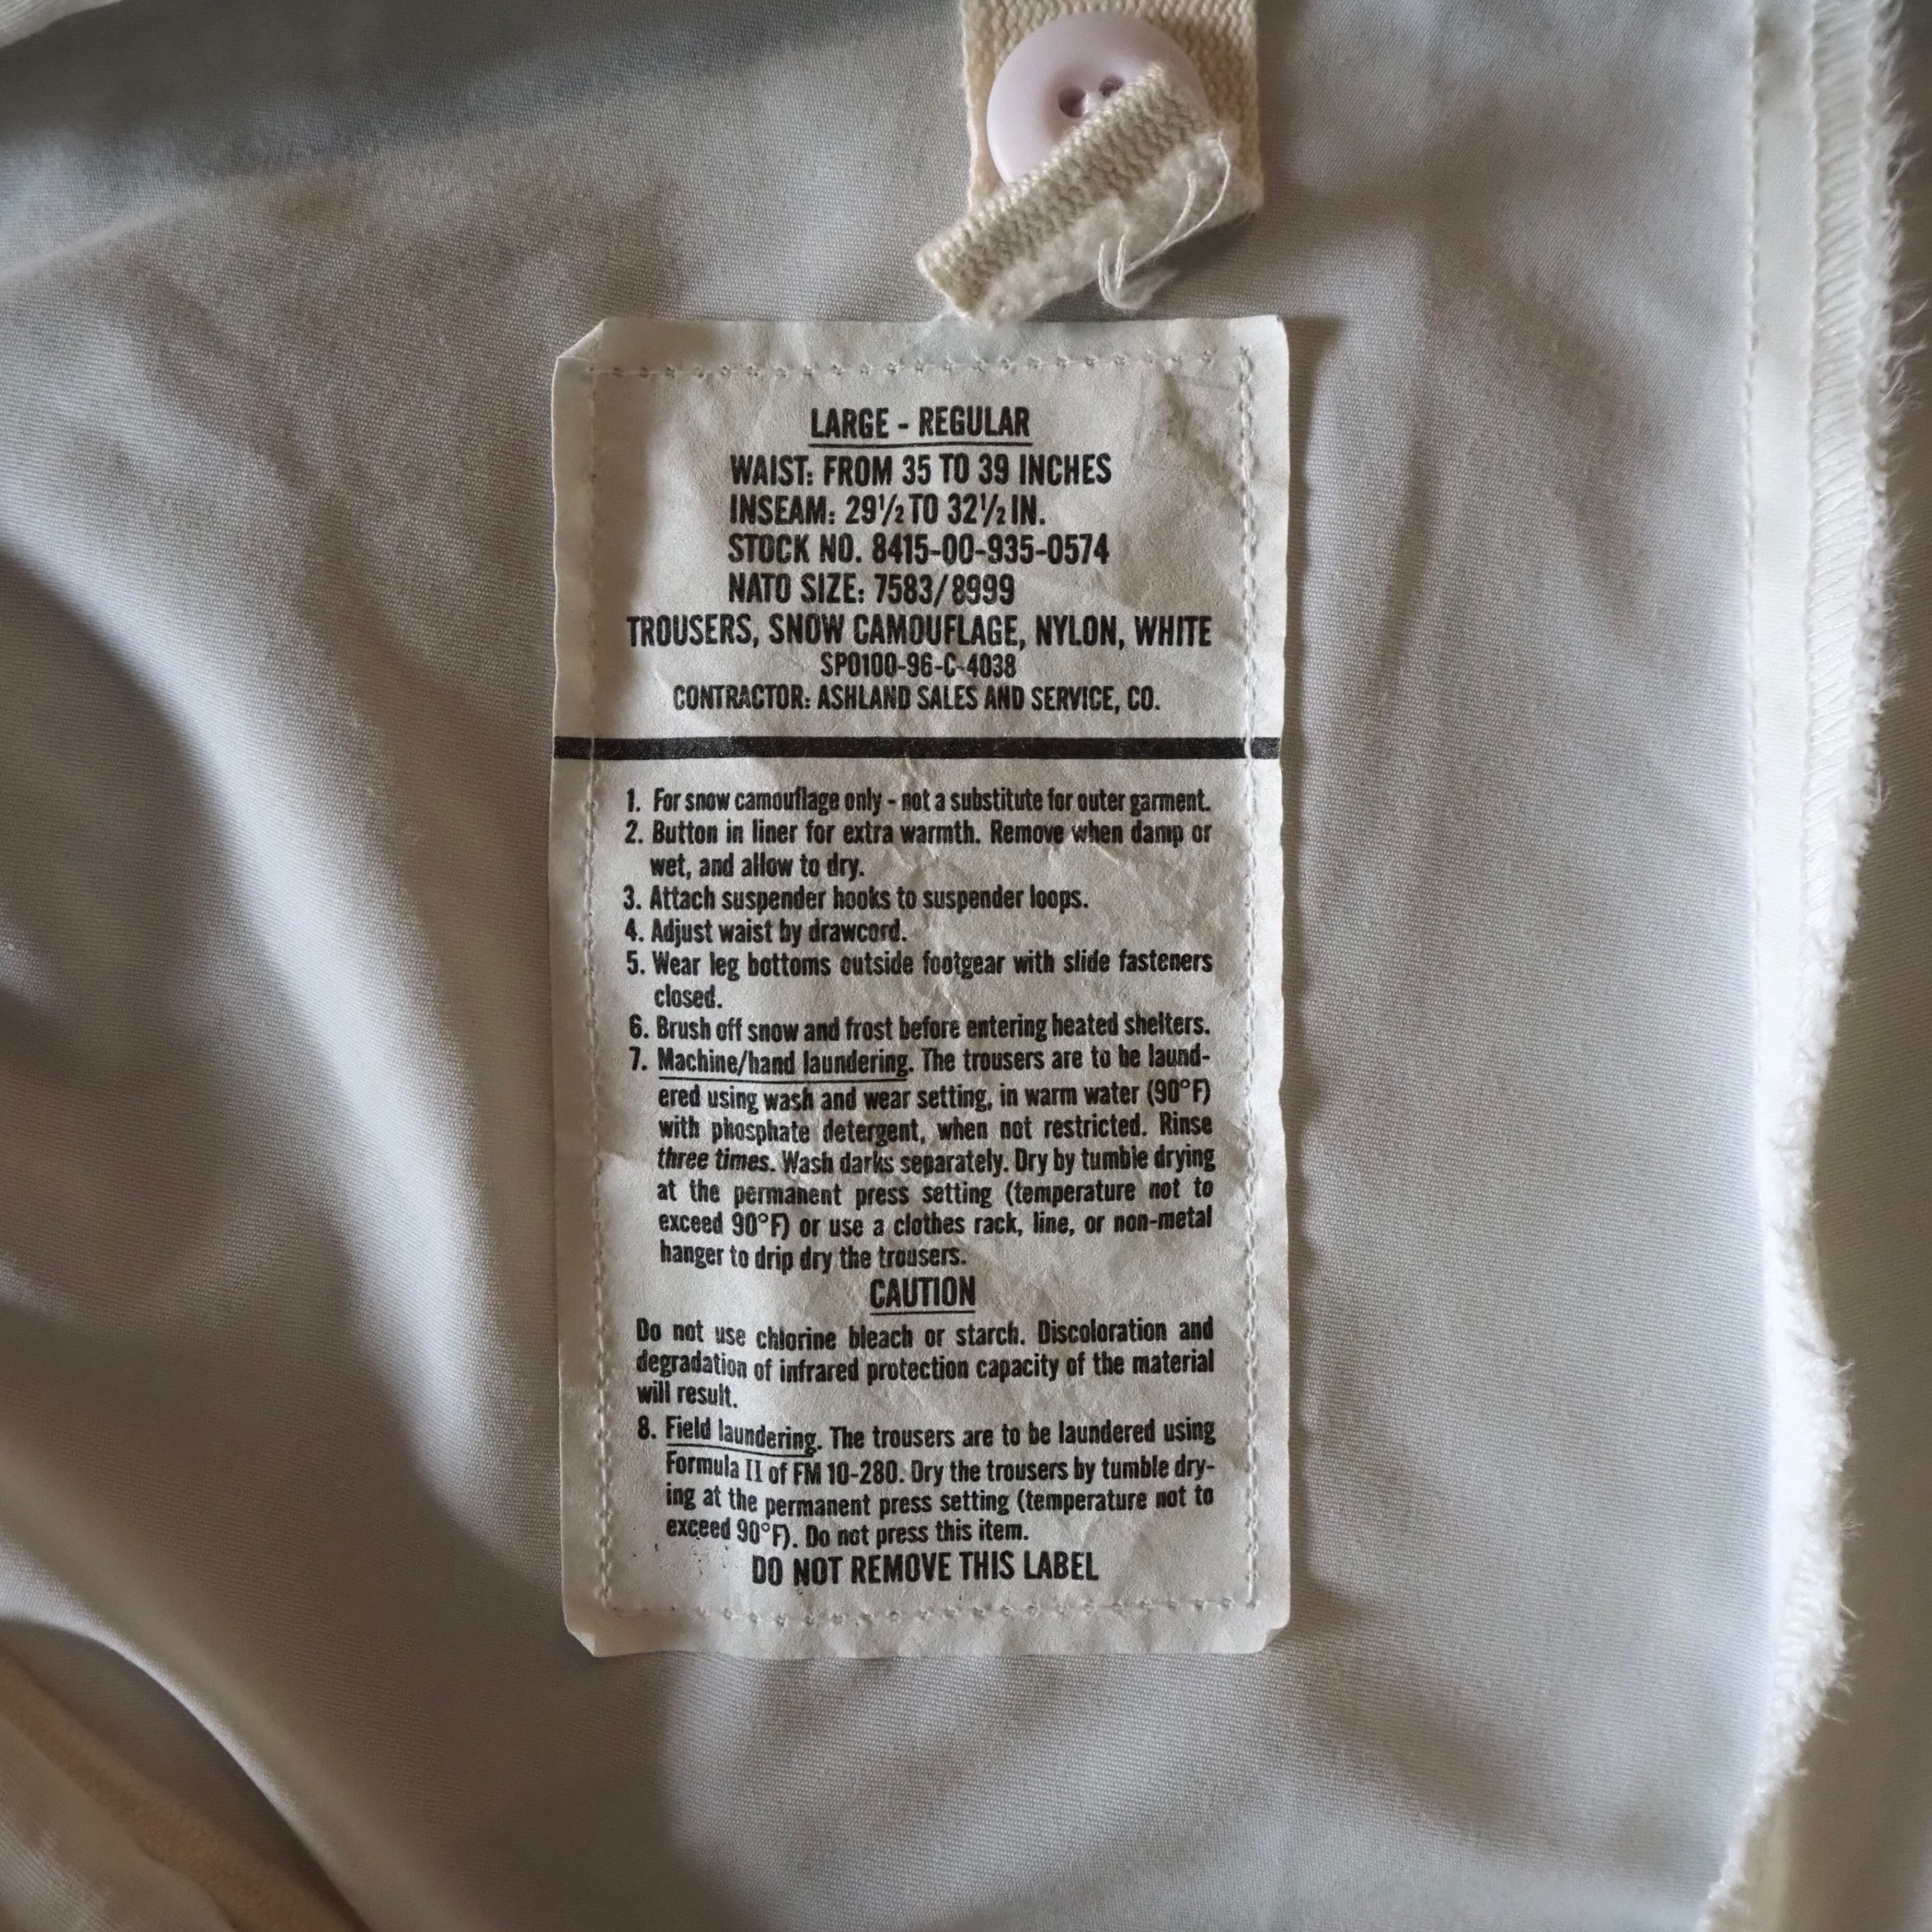 LARGE - REGULAR
WAIST: FROM 35 TO 39 INCHES
INSEAM: 29½ TO 32½ IN.
STOCK NO. 8415-00-935-0574
NATO SIZE: 7583/8999
TROUSERS, SNOW CAMOUFLAGE, NYLON, WHITE
SPO100-96-C-4038
CONTRACTOR: ASHLAND SALES AND SERVICE, CO.
1. For snow camouflage only - not a substitute for outer garment.
2. Button in liner for extra warmth. Remove when damp or
wet, and allow to dry.
3. Attach suspender hooks to suspender loops.
4. Adjust waist by drawcord.
5. Wear leg bottoms outside footgear with slide fasteners
closed.
6. Brush off snow and frost before entering heated shelters.
7. Machine/hand laundering. The trousers are to be laund-
ered using wash and wear setting, in warm water (90°F)
with phosphate detergent, when not restricted. Rinse
three times. Wash darks separately. Dry by tumble drying
at the permanent press setting (temperature not to
exceed 90°F) or use a clothes rack, line, or non-metal
hanger to drip dry the trousers.
CAUTION
Do not use chlorine bleach or starch. Discoloration and
degradation of infrared protection capacity of the material
will result.
8. Field laundering. The trousers are to be laundered using
Formula II of FM 10-280. Dry the trousers by tumble dry-
ing at the permanent press setting (temperature not to
exceed 90°F). Do not press this item.
DO NOT REMOVE THIS LABEL